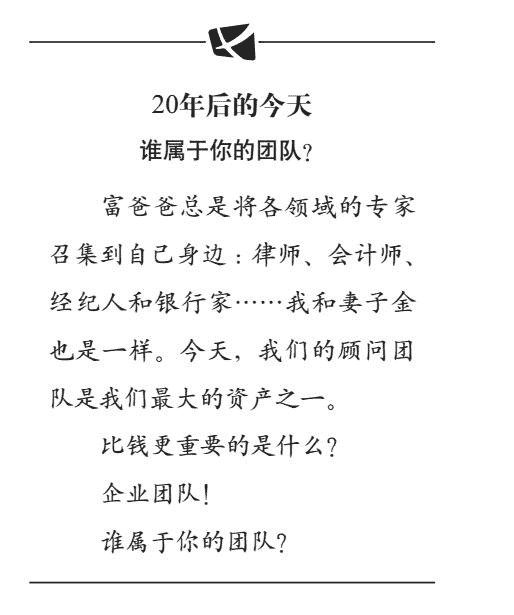 20年后的今天
谁属于你的团队?
富爸爸总是将各领域的专家
召集到自己身边：律师、会计师、
经纪人和银行家……我和妻子金
也是一样。今天，我们的顾问团
队是我们最大的资产之一。
比钱更重要的是什么?
企业团队!
谁属于你的团队?